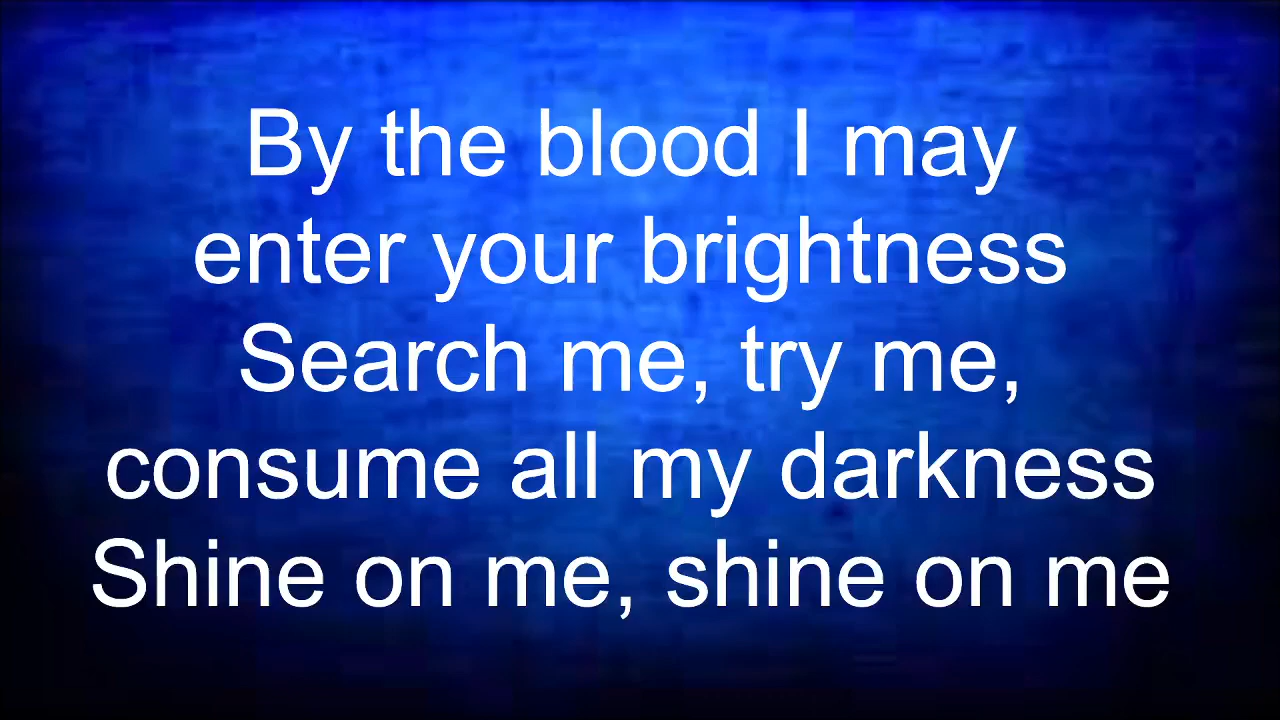 By the blood I may
enter your brightness
Search me, try me,
consume all my darkness
Shine on me, shine on me